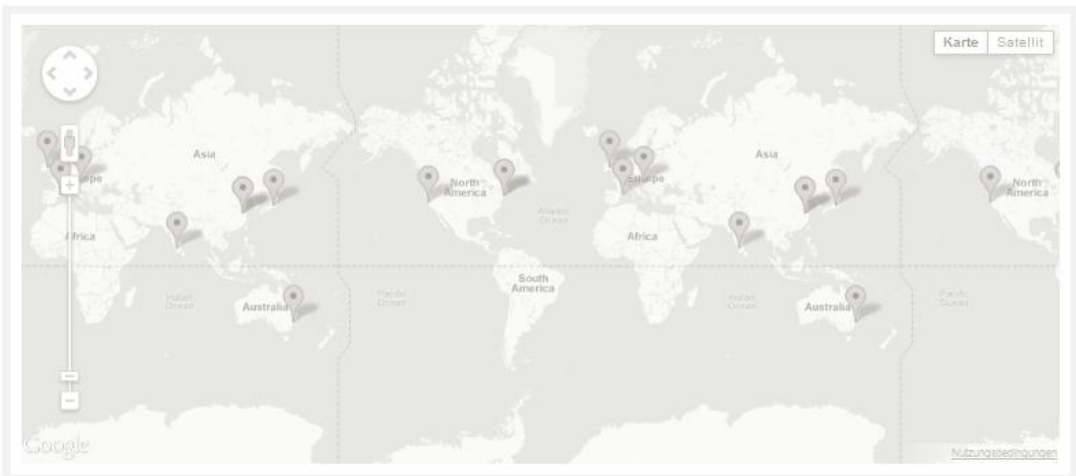 Karte Satellit
Asia
Asia
North
America
North
America
Europe
Atlantic
Ocean
Africa
Africa
South
America
Indian
Ocean
Pacific
Ocean
Indian
Ocean
Pacific
Ocean
Australia
Australia
Google
Nutzungsbedingungen